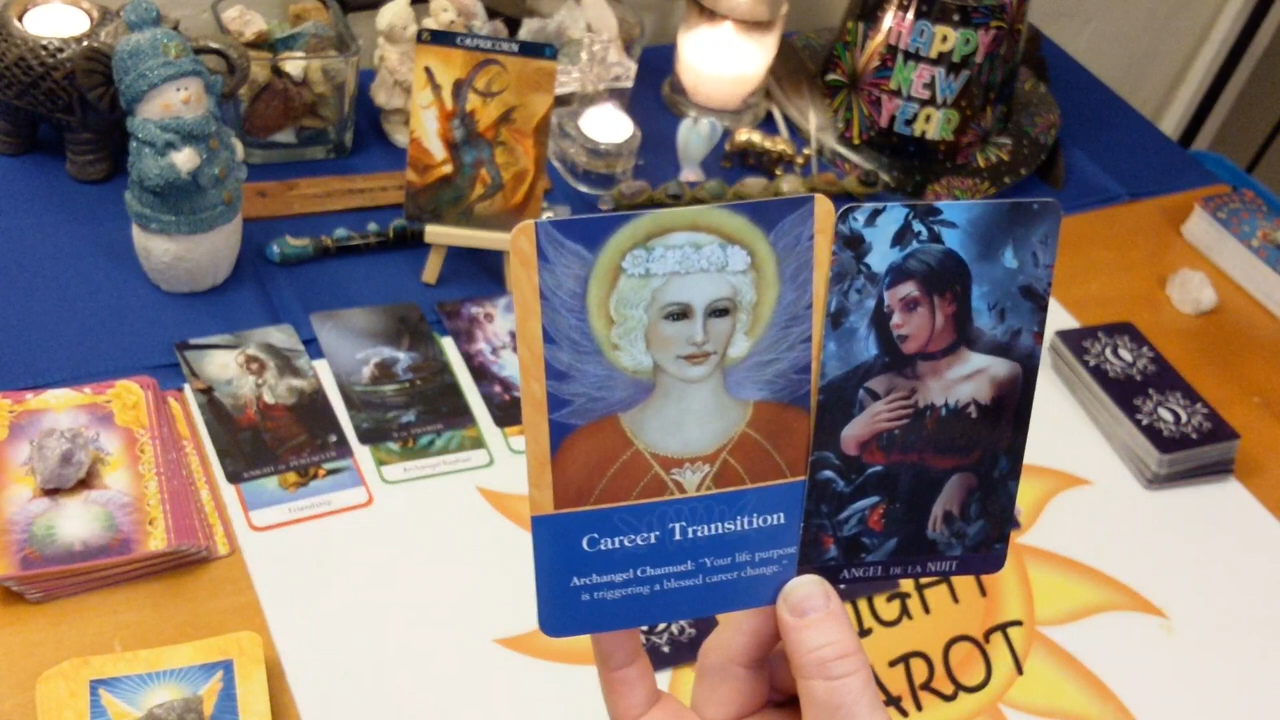 CAPRICORN
HAPPY
NEW
YEAR
KNIGHT OF PENTACLES
Friendship
Archangel Raphael
Career Transition
Archangel Chamuel: "Your life purpose
is triggering a blessed career change."
ANGEL DE LA NUIT
IGHT
AROT